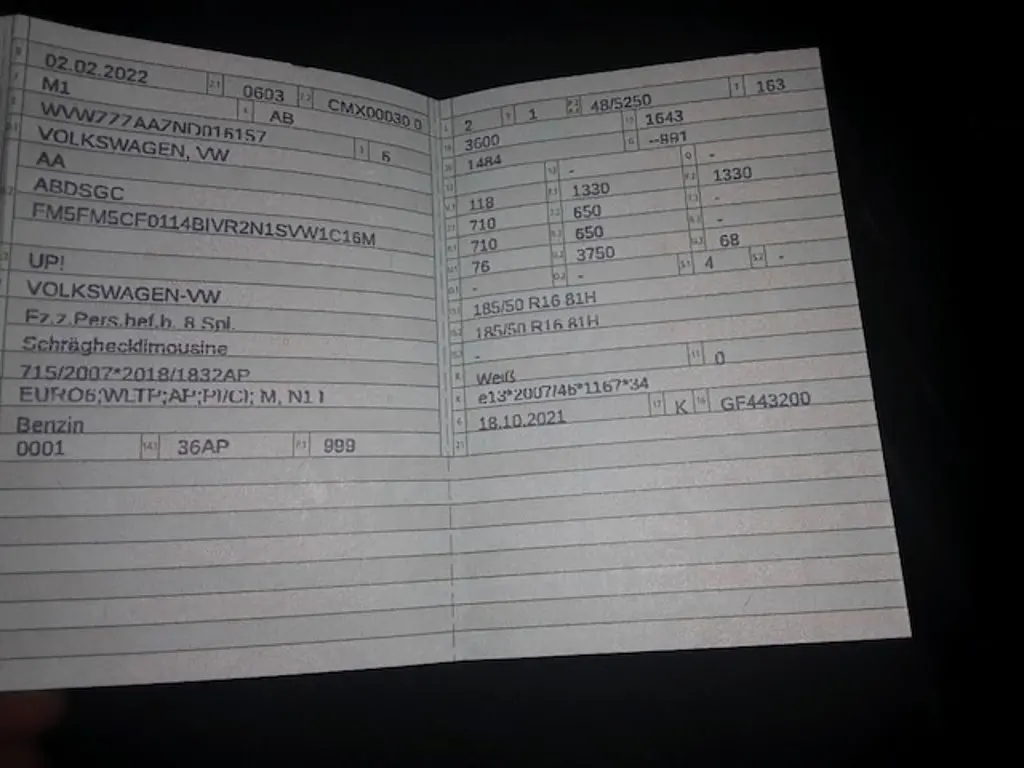 02.02.2022 0603 CMX00030 0
M1 AB
WVW777AA7ND016157 6
VOLKSWAGEN, VW
AA
ABDSGC
FM5FM5CF0114BIVR2N1SVW1C16M
UP!
VOLKSWAGEN-VW
Fz.z.Pers.bef.b. 8 Spl.
Schräghecklimousine
715/2007*2018/1832AP
EURO6;WLTP;AP;PI/CI; M, N1 I
Benzin
0001 36AP 999
2 1 48/5250 163
3600 1643
1484 --891
- -
118 1330 1330
710 650 -
710 650 -
76 3750 68
- - 4 -
185/50 R16 81H
185/50 R16 81H
-
Weiß 0
e13*2007/46*1167*34
18.10.2021 K GF443200